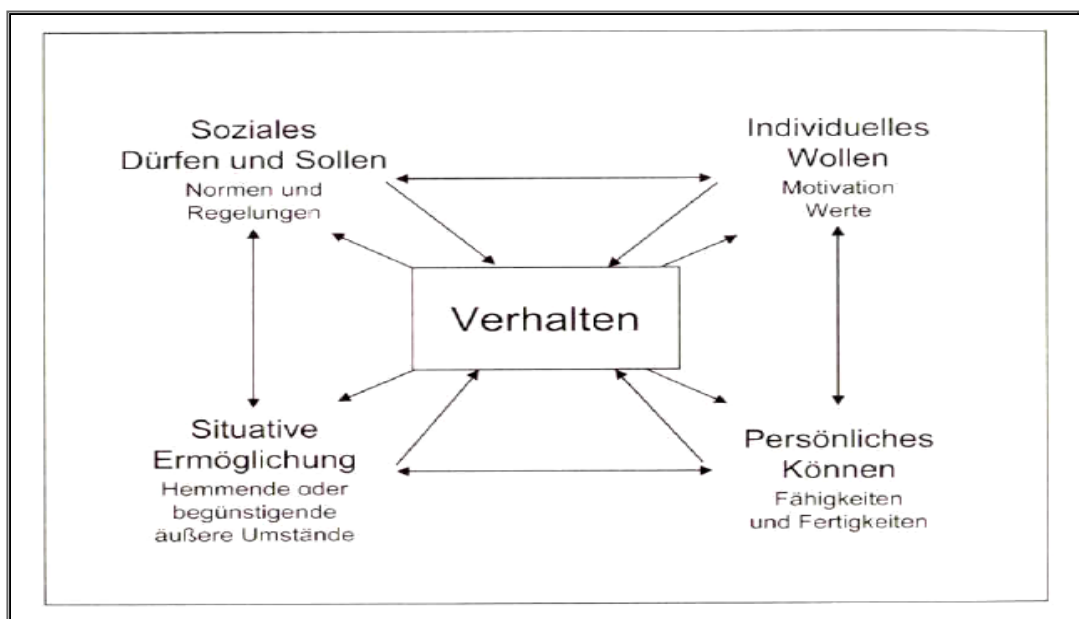 Soziales
Dürfen und Sollen
Normen und
Regelungen
Individuelles
Wollen
Motivation
Werte
Verhalten
Situative
Ermöglichung
Hemmende oder
begünstigende
äußere Umstände
Persönliches
Können
Fähigkeiten
und Fertigkeiten